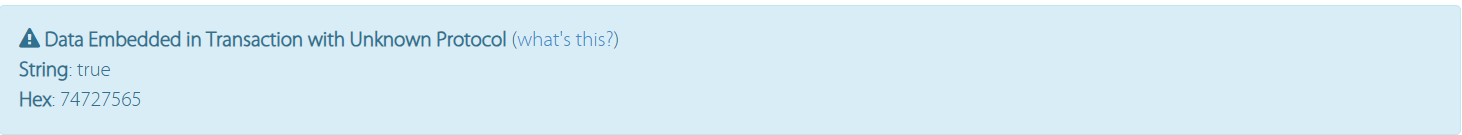 Data Embedded in Transaction with Unknown Protocol (what's this?)
String: true
Hex: 74727565